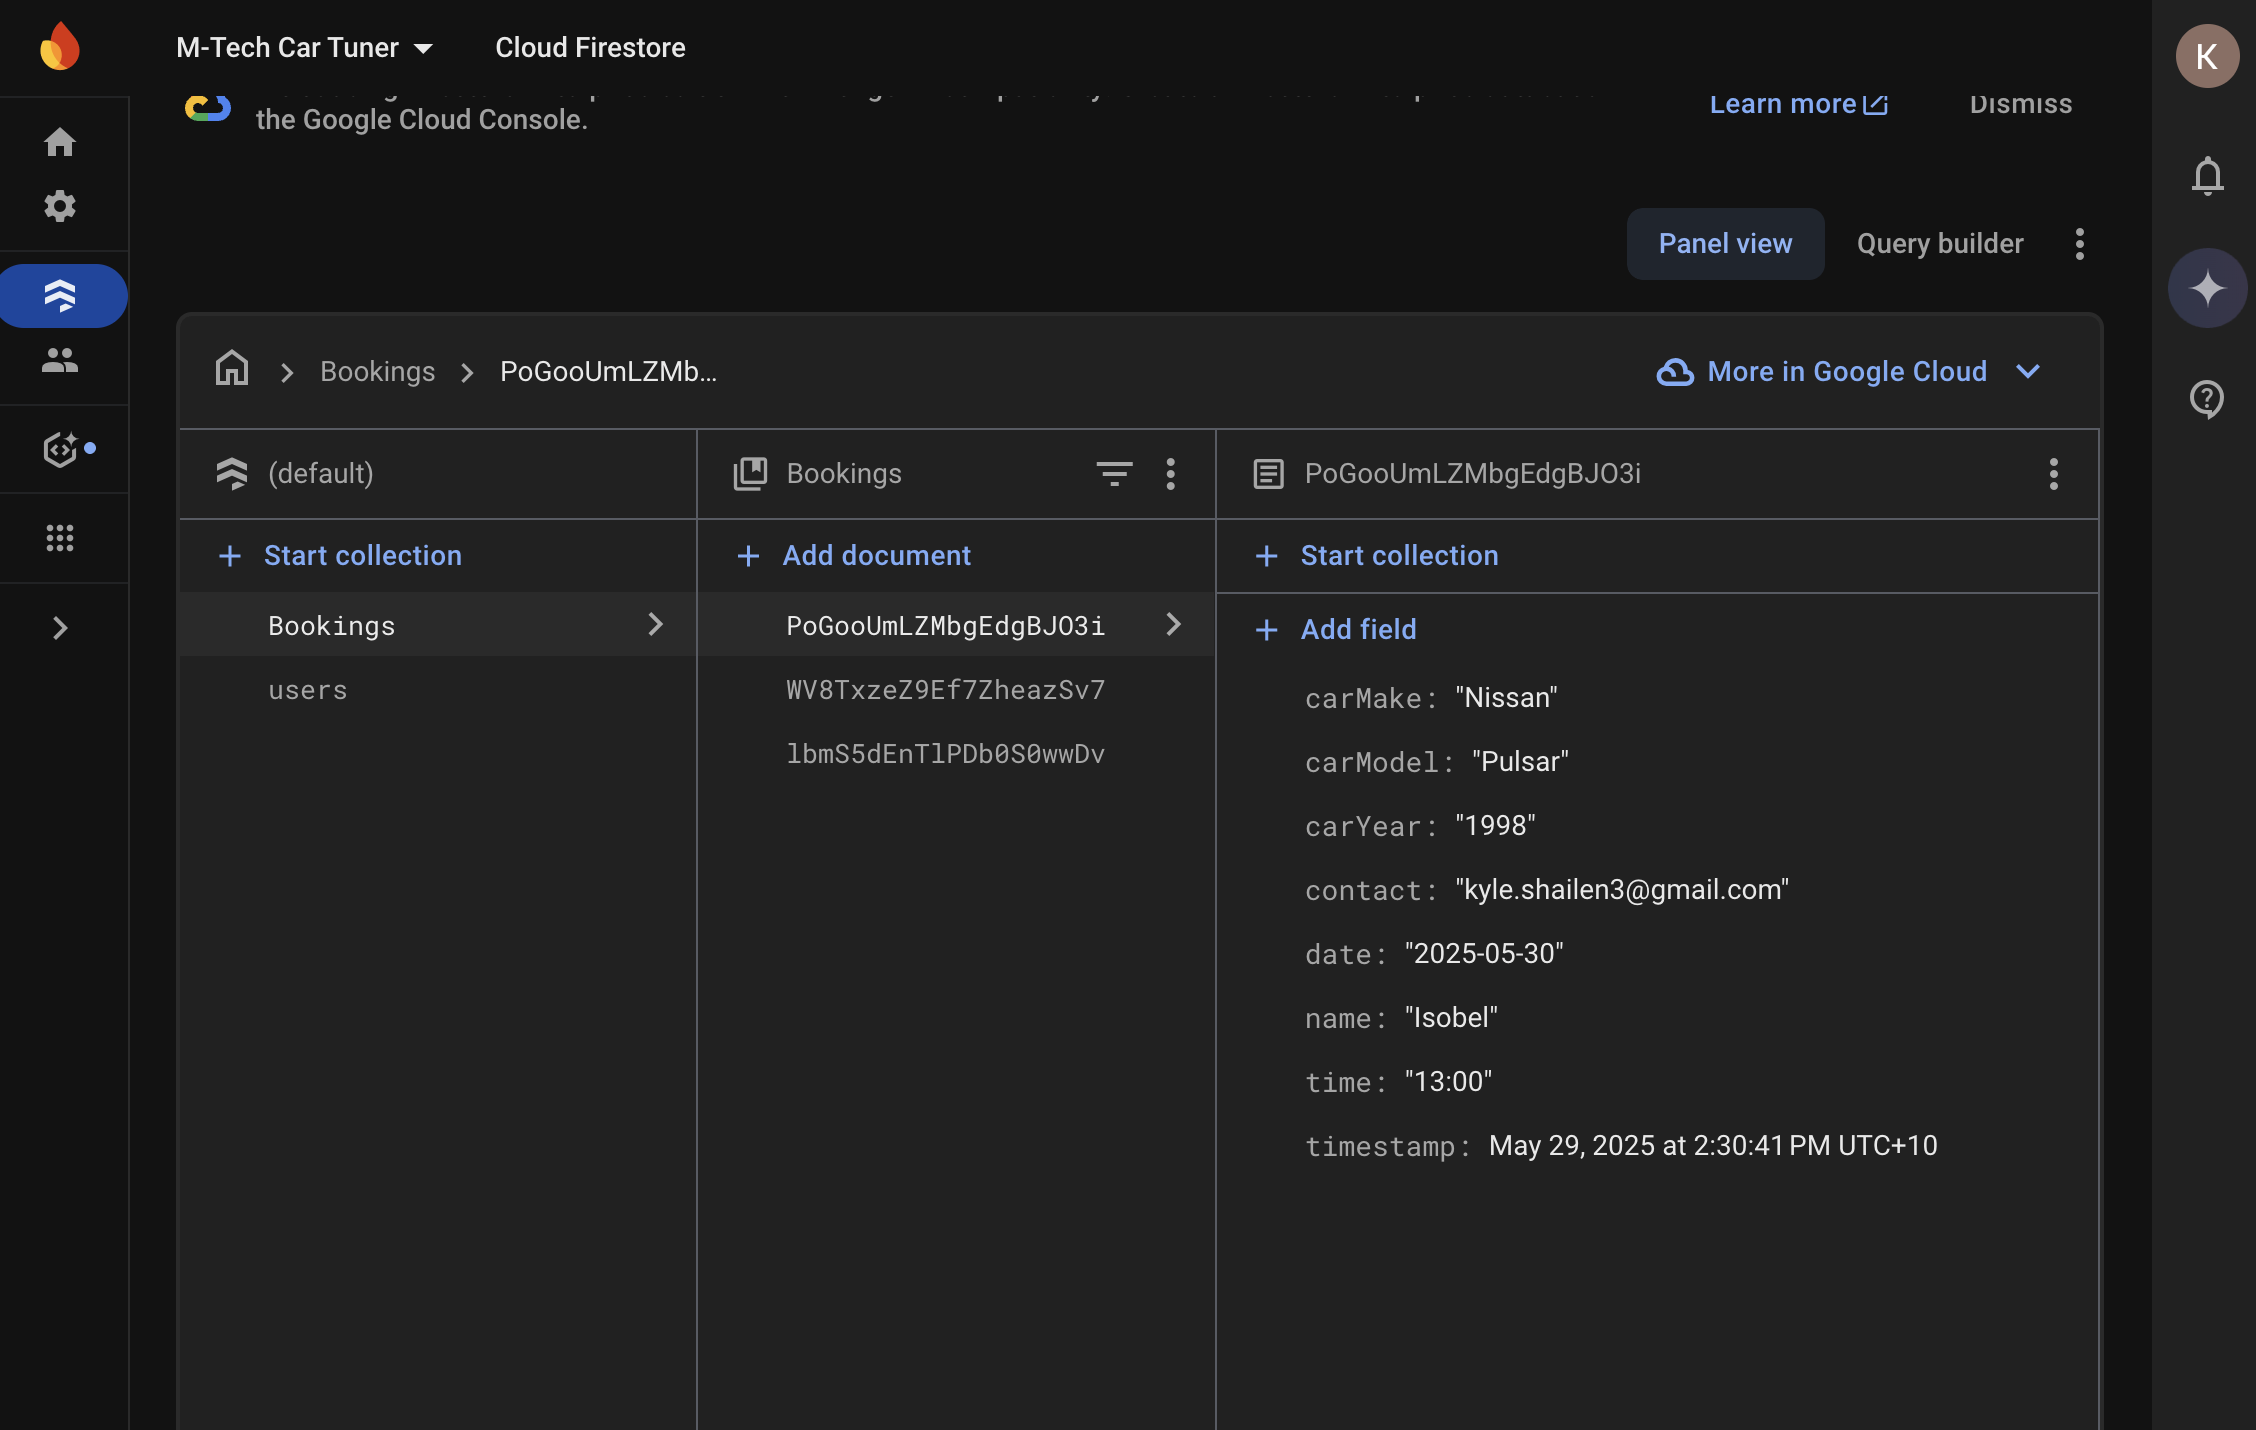 M-Tech Car Tuner
Cloud Firestore
K
the Google Cloud Console.
Learn more
Dismiss
Panel view
Query builder
Bookings
PoGooUmLZMb...
More in Google Cloud
(default)
Bookings
PoGooUmLZMbgEdgBJO3i
+ Start collection
+ Add document
+ Start collection
Bookings
PoGooUmLZMbgEdgBJO3i
+ Add field
users
WV8TxzeZ9Ef7ZheazSv7
lbmS5dEnTlPDb0S0wwDv
carMake: "Nissan"
carModel: "Pulsar"
carYear: "1998"
contact: "kyle.shailen3@gmail.com"
date: "2025-05-30"
name: "Isobel"
time: "13:00"
timestamp: May 29, 2025 at 2:30:41 PM UTC+10